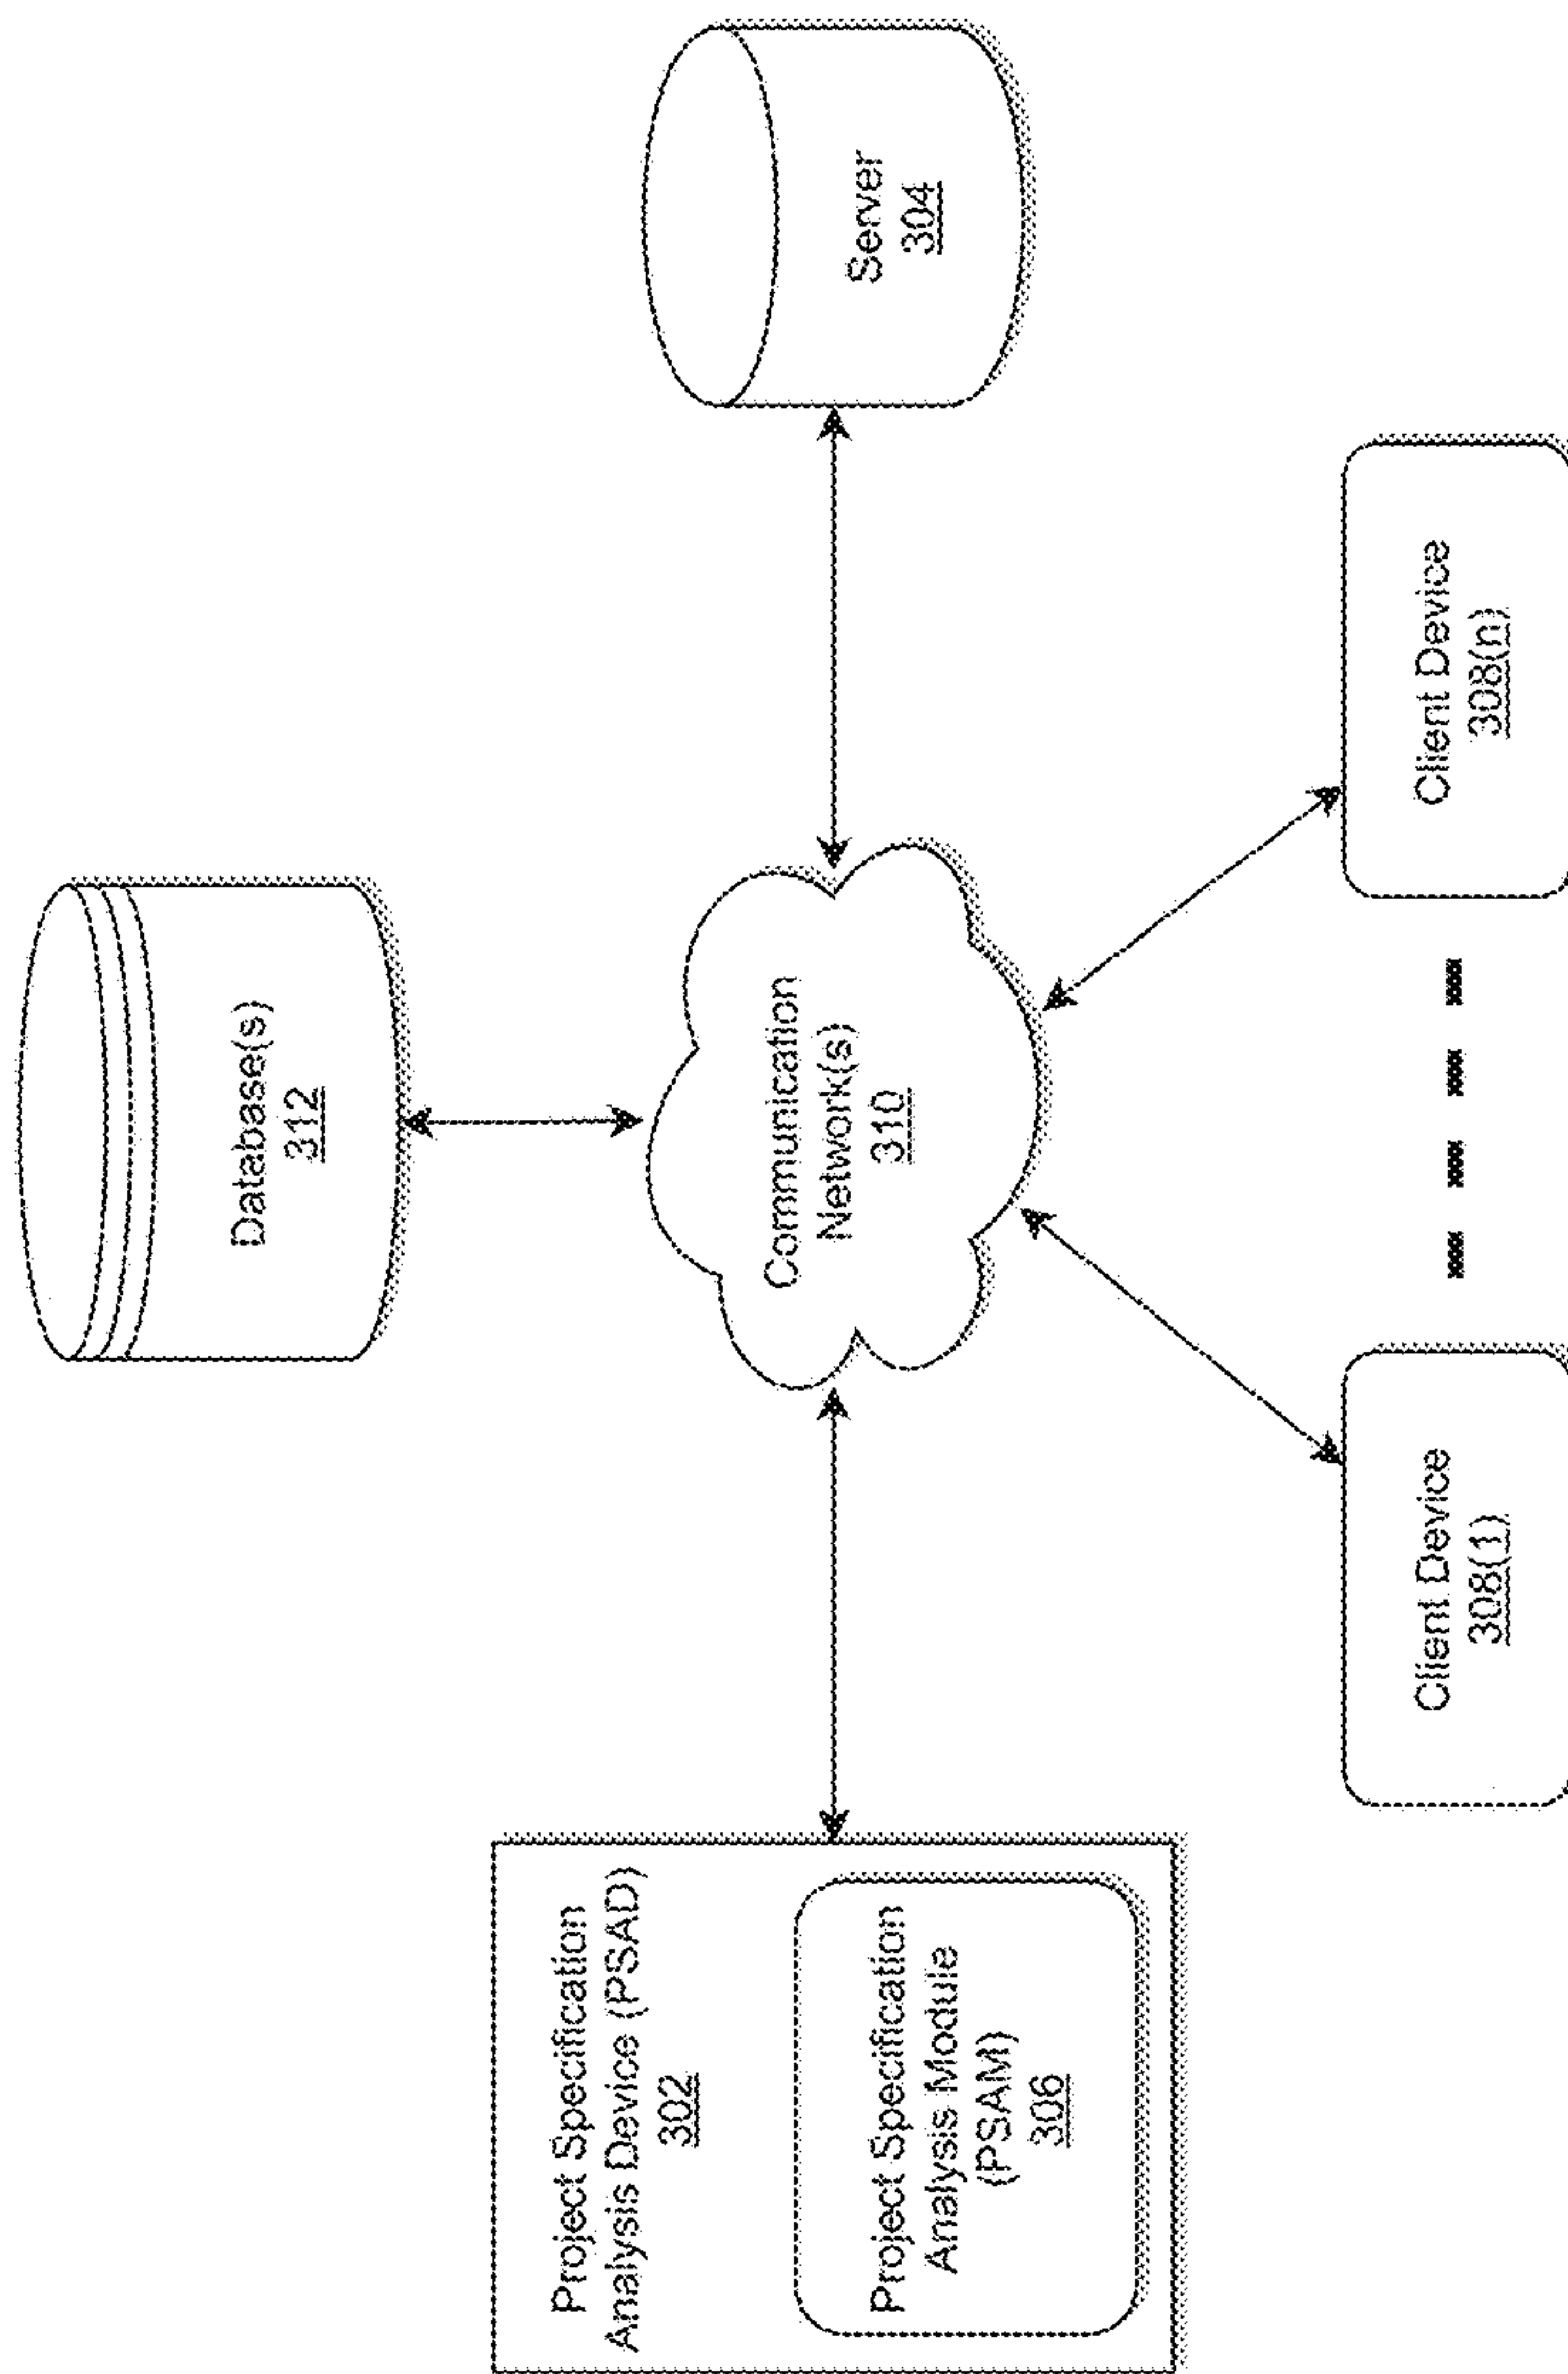 Database(s)
312
Project Specification
Analysis Device (PSAD)
302
Project Specification
Analysis Module
(PSAM)
306
Communication
Network(s)
310
Server
304
Client Device
308(1)
Client Device
308(n)